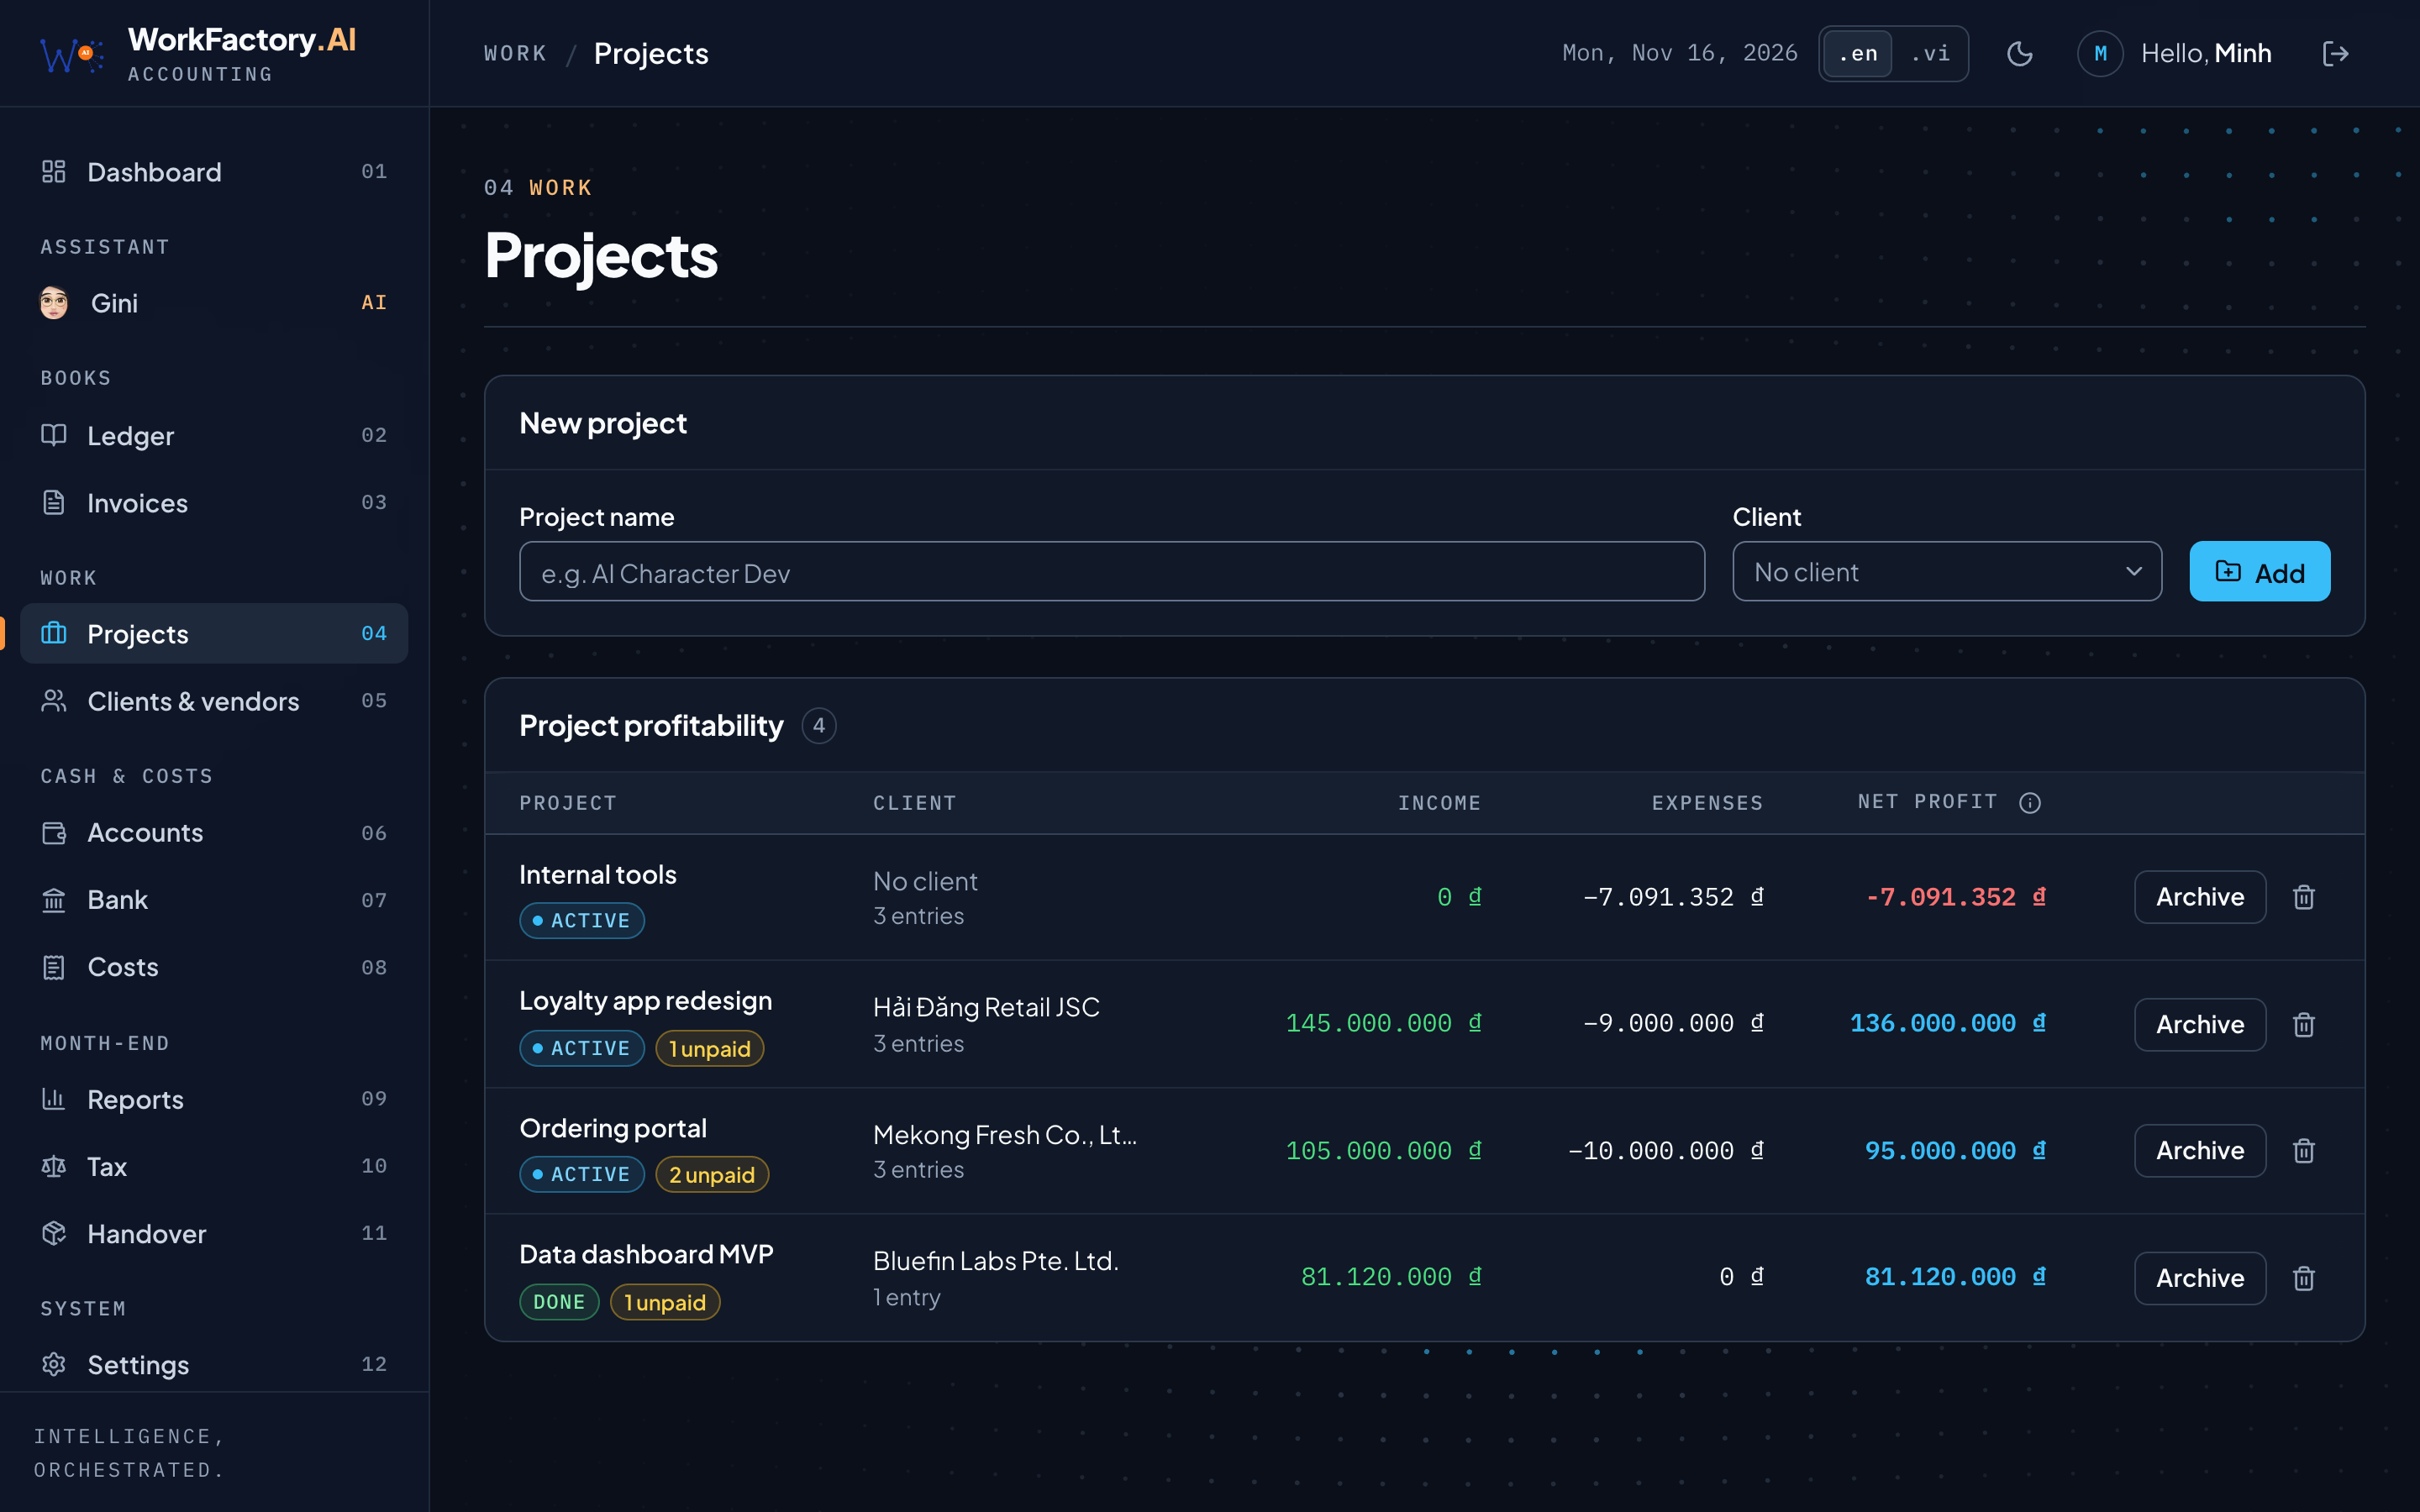 WorkFactory.AI
ACCOUNTING
WORK / Projects
Mon, Nov 16, 2026
.en .vi
M
Hello, Minh
Dashboard 01
ASSISTANT
Gini AI
BOOKS
Ledger 02
Invoices 03
WORK
Projects 04
Clients & vendors 05
CASH & COSTS
Accounts 06
Bank 07
Costs 08
MONTH-END
Reports 09
Tax 10
Handover 11
SYSTEM
Settings 12
INTELLIGENCE,
ORCHESTRATED.
04 WORK
Projects
New project
Project name
e.g. AI Character Dev
Client
No client
Add
Project profitability 4
PROJECT CLIENT INCOME EXPENSES NET PROFIT
Internal tools
ACTIVE
No client
3 entries
0 ₫ −7.091.352 ₫ -7.091.352 ₫ Archive
Loyalty app redesign
ACTIVE 1 unpaid
Hải Đăng Retail JSC
3 entries
145.000.000 ₫ −9.000.000 ₫ 136.000.000 ₫ Archive
Ordering portal
ACTIVE 2 unpaid
Mekong Fresh Co., Lt...
3 entries
105.000.000 ₫ −10.000.000 ₫ 95.000.000 ₫ Archive
Data dashboard MVP
DONE 1 unpaid
Bluefin Labs Pte. Ltd.
1 entry
81.120.000 ₫ 0 ₫ 81.120.000 ₫ Archive